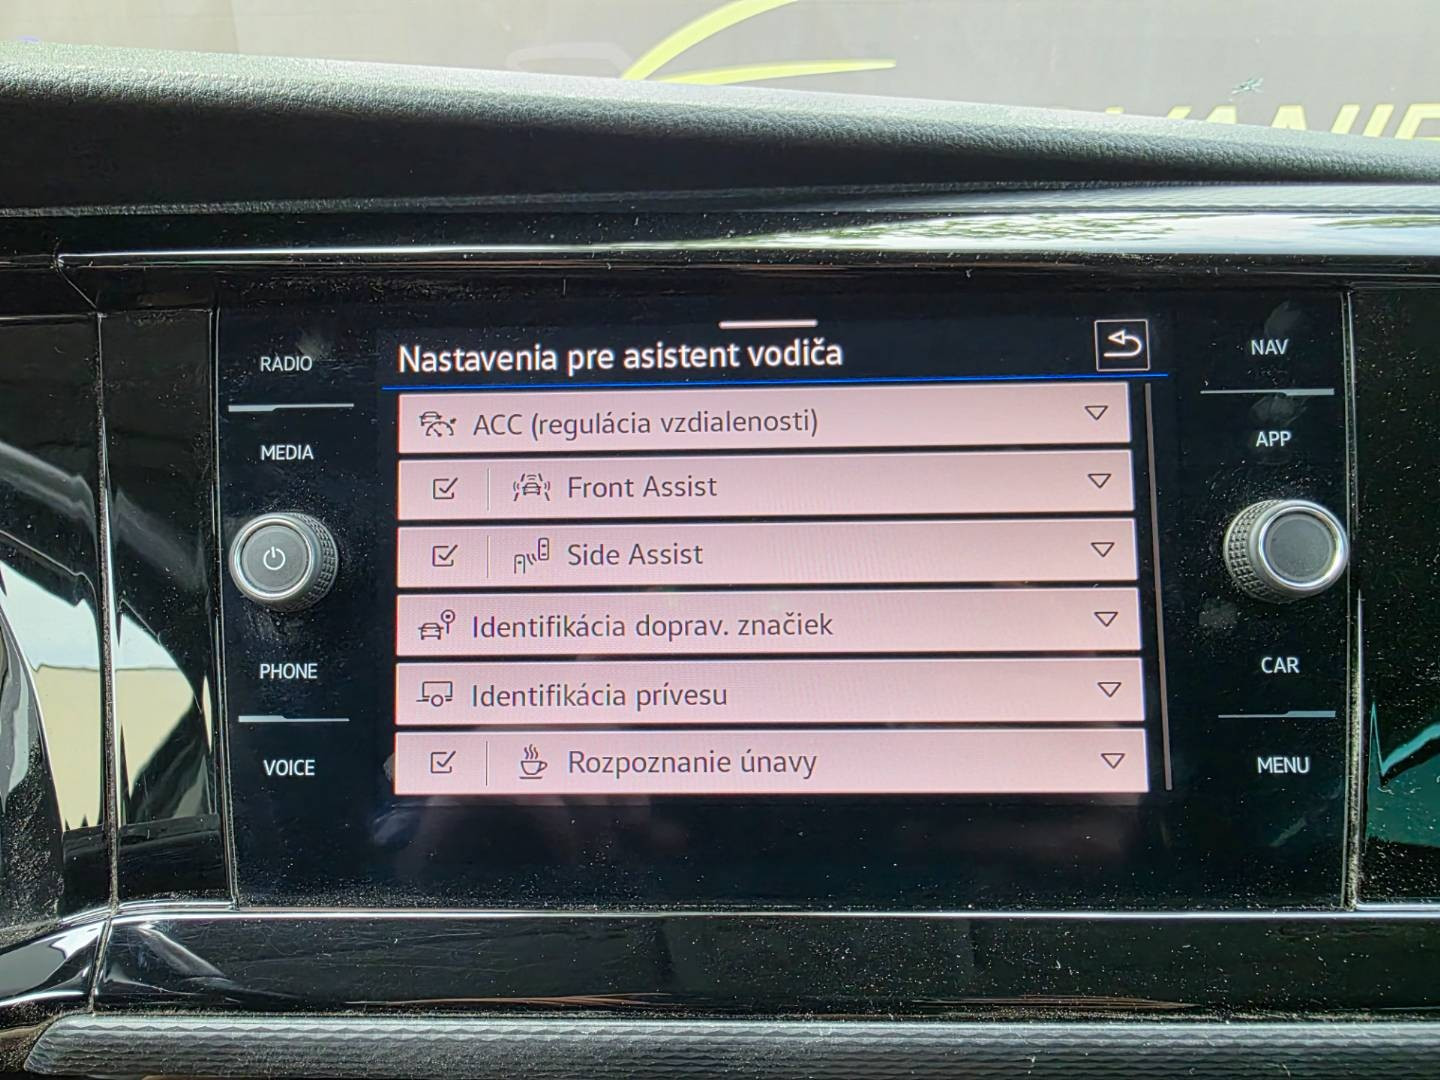 RADIO
MEDIA
PHONE
VOICE
Nastavenia pre asistent vodiča
ACC (regulácia vzdialenosti)
Front Assist
Side Assist
Identifikácia doprav. značiek
Identifikácia prívesu
Rozpoznanie únavy
NAV
APP
CAR
MENU